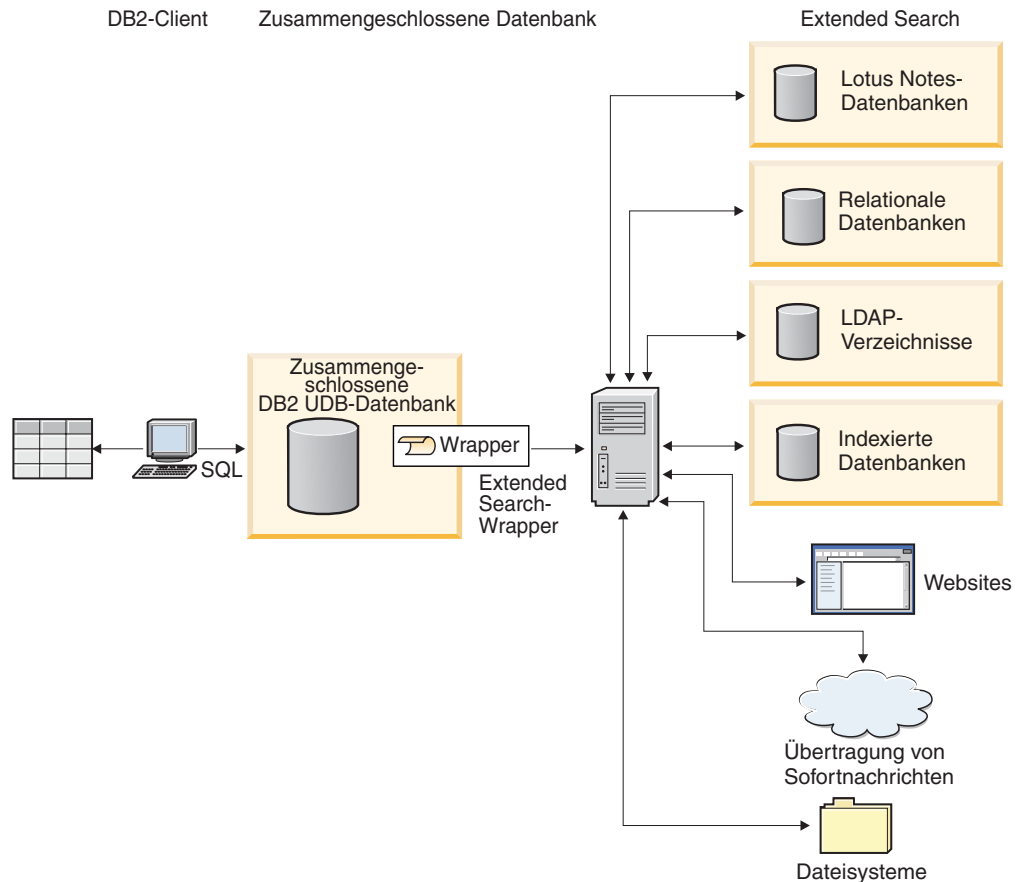 DB2-Client
Zusammengeschlossene Datenbank
Extended Search
Lotus Notes-
Datenbanken
Relationale
Datenbanken
LDAP-
Verzeichnisse
Zusammenge-
schlossene
DB2 UDB-Datenbank
SQL
Wrapper
Extended
Search-
Wrapper
Indexierte
Datenbanken
Websites
Übertragung von
Sofortnachrichten
Dateisysteme